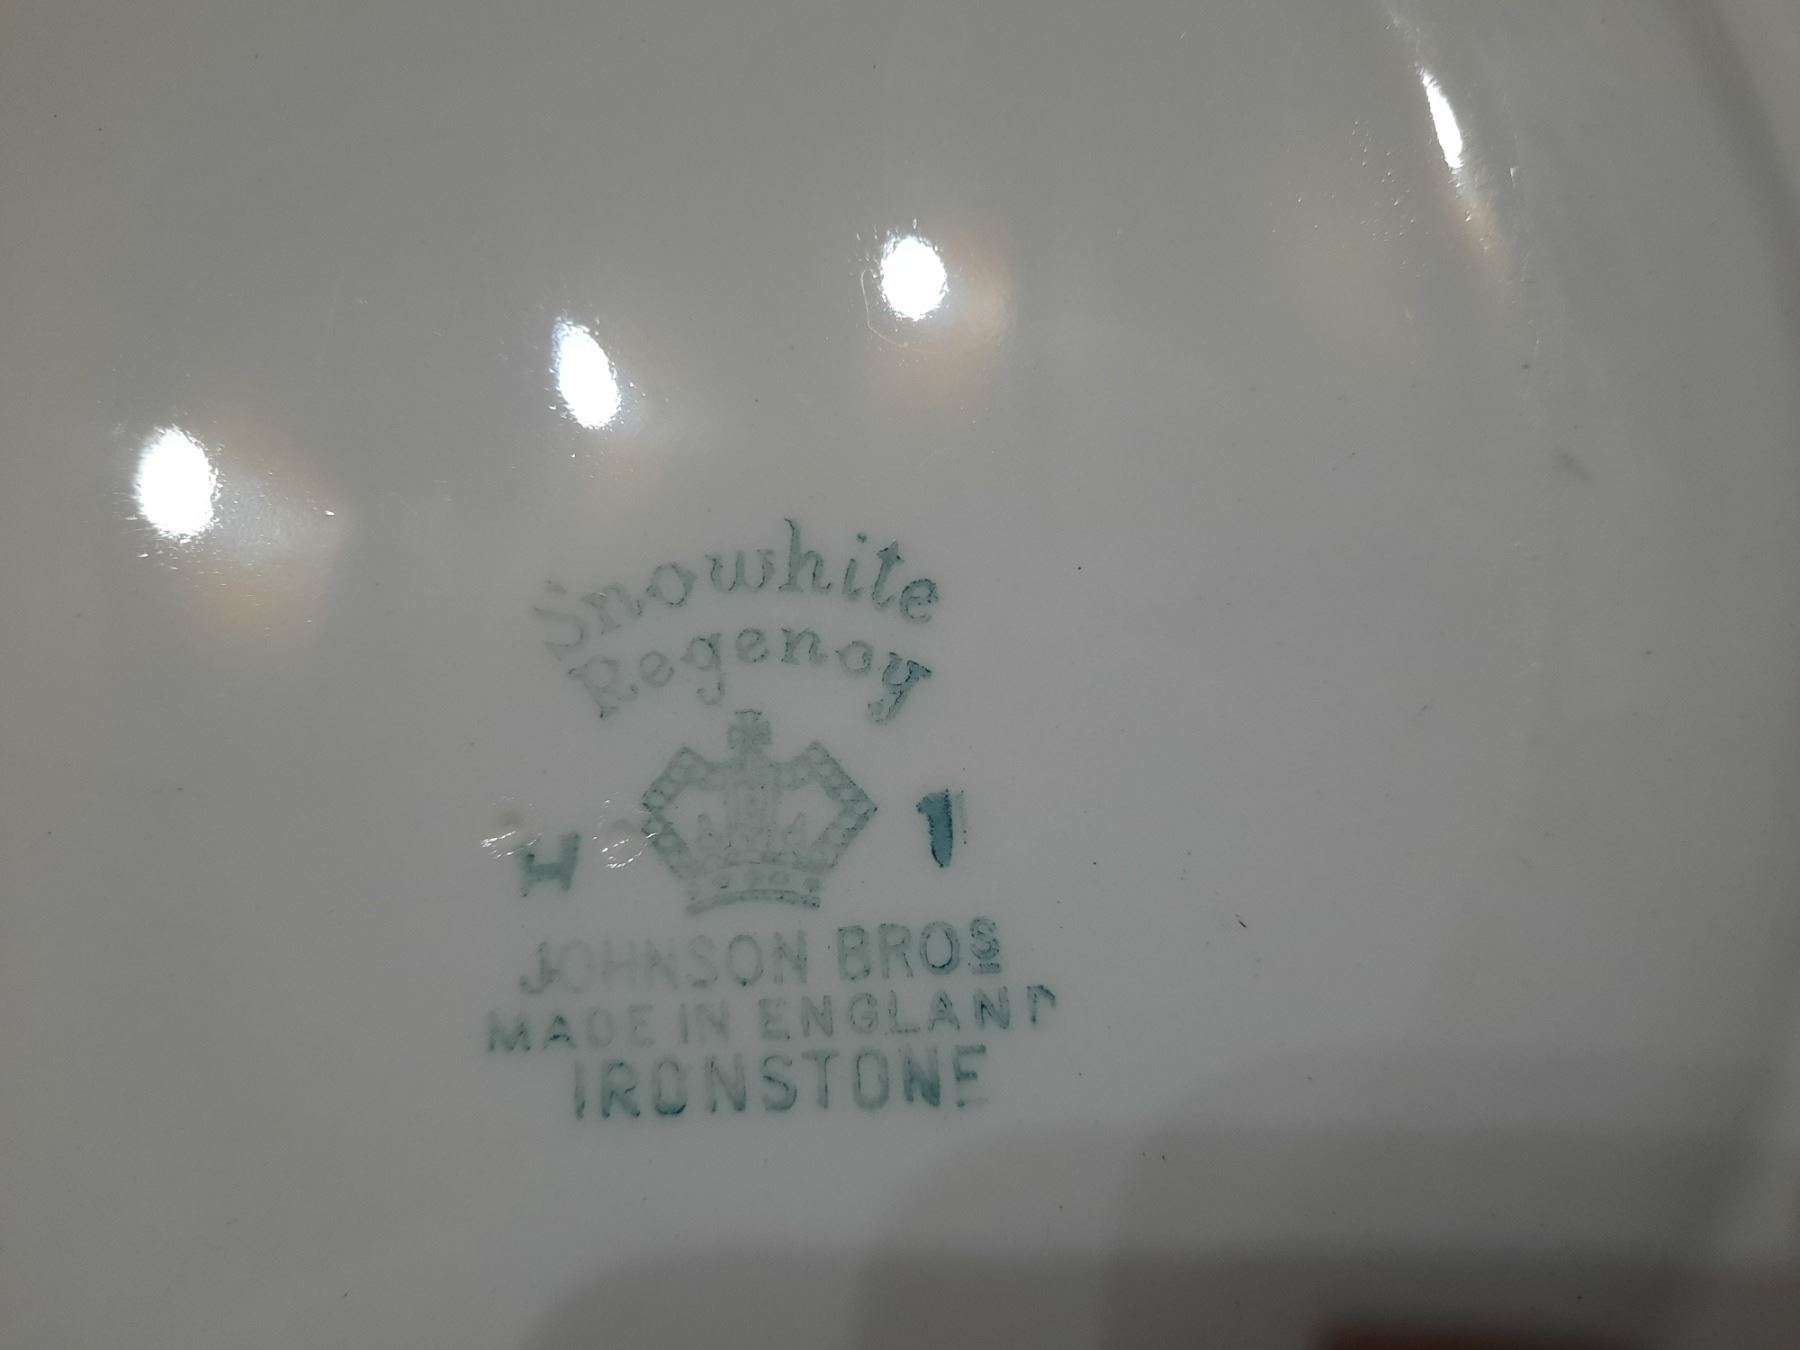 Snowhite
Regency
H 1
JOHNSON BROS
MADE IN ENGLAND
IRONSTONE